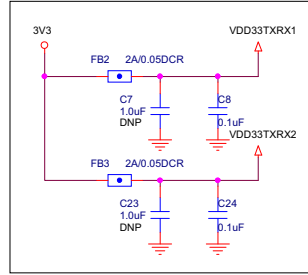 3V3
VDD33TXRX1
FB2 2A/0.05DCR
C7
1.0uF
DNP
C8
0.1uF
VDD33TXRX2
FB3 2A/0.05DCR
C23
1.0uF
DNP
C24
0.1uF